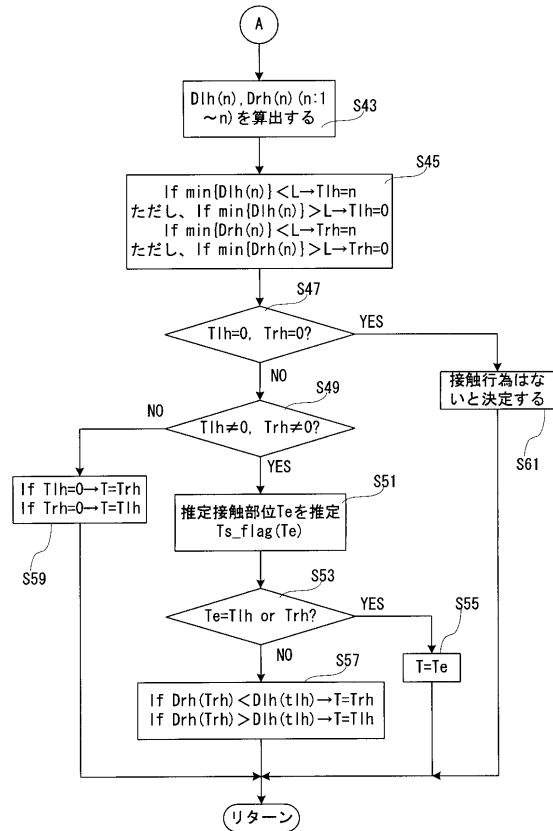 A
Dlh(n),Drh(n)(n:1
～n)を算出する
S43
S45
If min{Dlh(n)}＜L→Tlh=n
ただし、If min{Dlh(n)}＞L→Tlh=0
If min{Drh(n)}＜L→Trh=n
ただし、If min{Drh(n)}＞L→Trh=0
S47
Tlh=0, Trh=0?
YES
NO
接触行為はな
いと決定する
S61
S49
Tlh≠0, Trh≠0?
NO
YES
If Tlh=0→T=Trh
If Trh=0→T=Tlh
S59
S51
推定接触部位Teを推定
Ts_flag(Te)
S53
Te=Tlh or Trh?
YES
NO
S55
T=Te
S57
If Drh(Trh)＜Dlh(tlh)→T=Trh
If Drh(Trh)＞Dlh(tlh)→T=Tlh
リターン